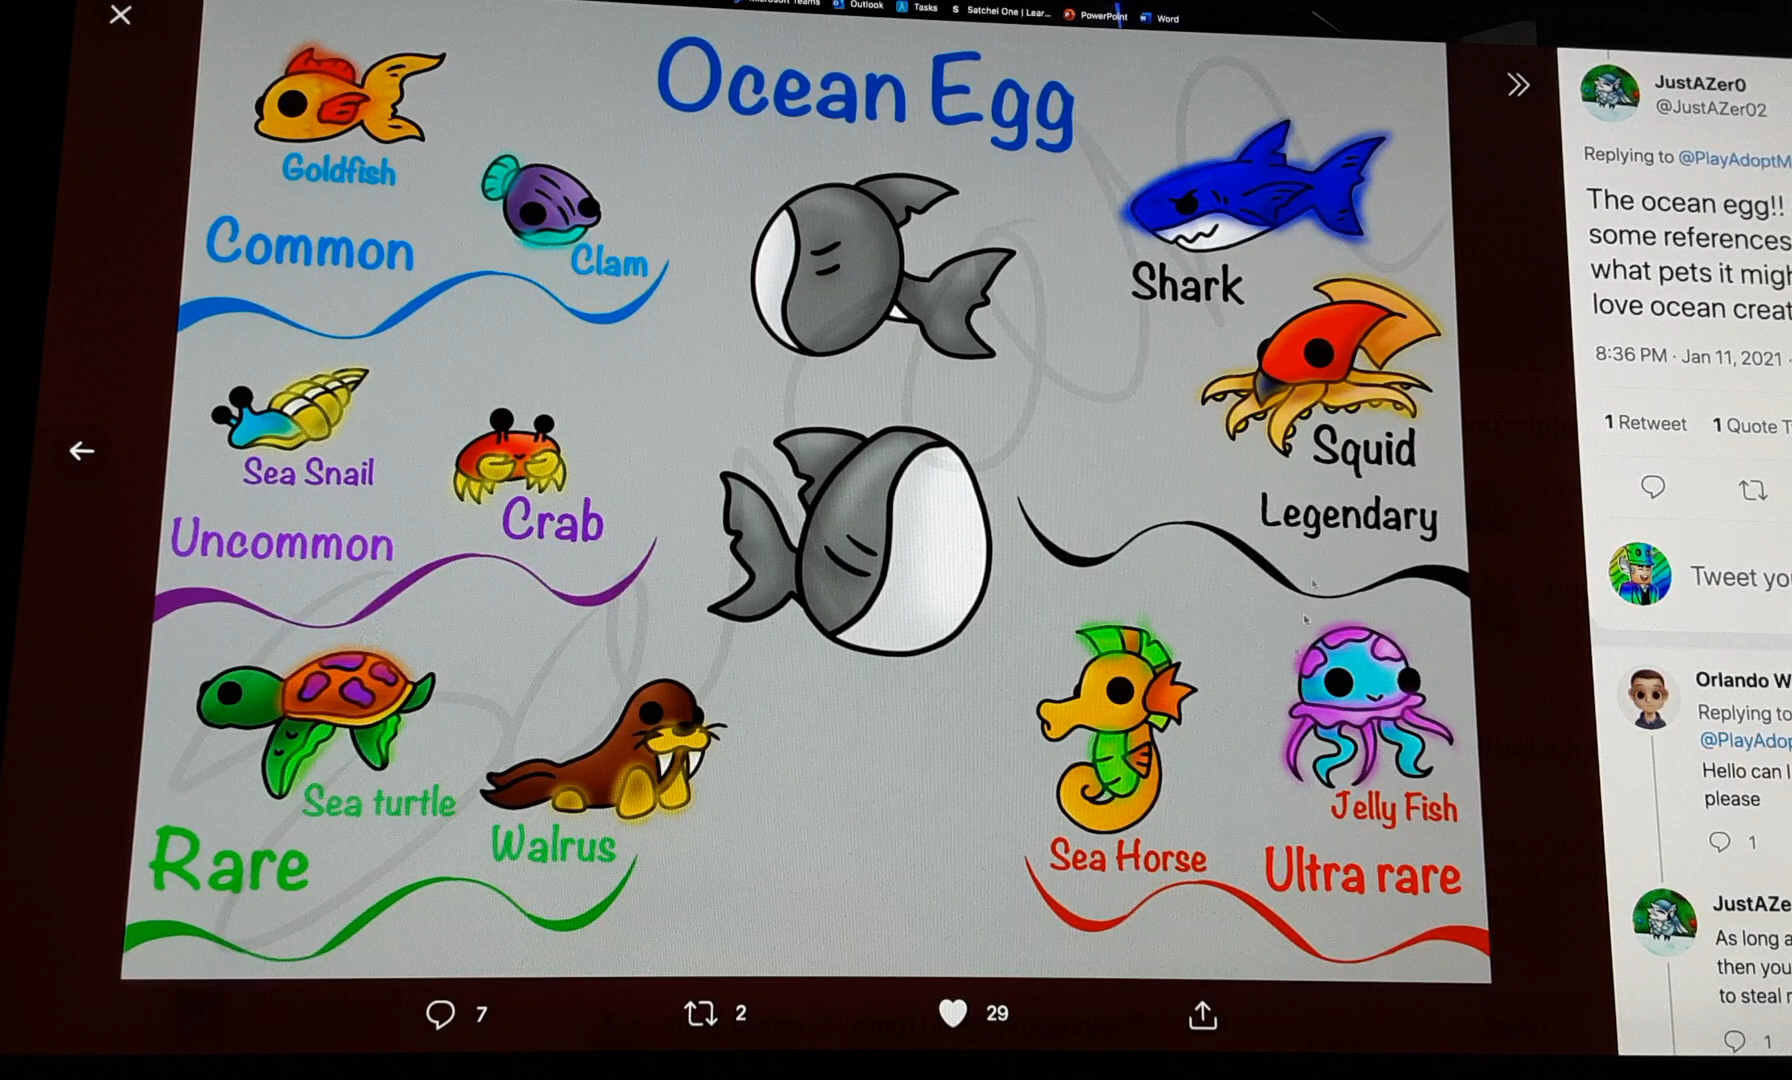 Microsoft Teams
Outlook
Tasks
Satchel One | Lear...
PowerPoint
Word
Ocean Egg
Goldfish
Clam
Common
Sea Snail
Crab
Uncommon
Sea turtle
Walrus
Rare
Shark
Squid
Legendary
Sea Horse
Jelly Fish
Ultra rare
7
2
29
JustAZer0
@JustAZer02
Replying to @PlayAdoptM
The ocean egg!!
some references
what pets it migh
love ocean creat
8:36 PM · Jan 11, 2021 ·
1 Retweet 1 Quote T
Tweet yo
Orlando W
Replying to
@PlayAdop
Hello can I
please
1
JustAZe
As long a
then you
to steal r
1